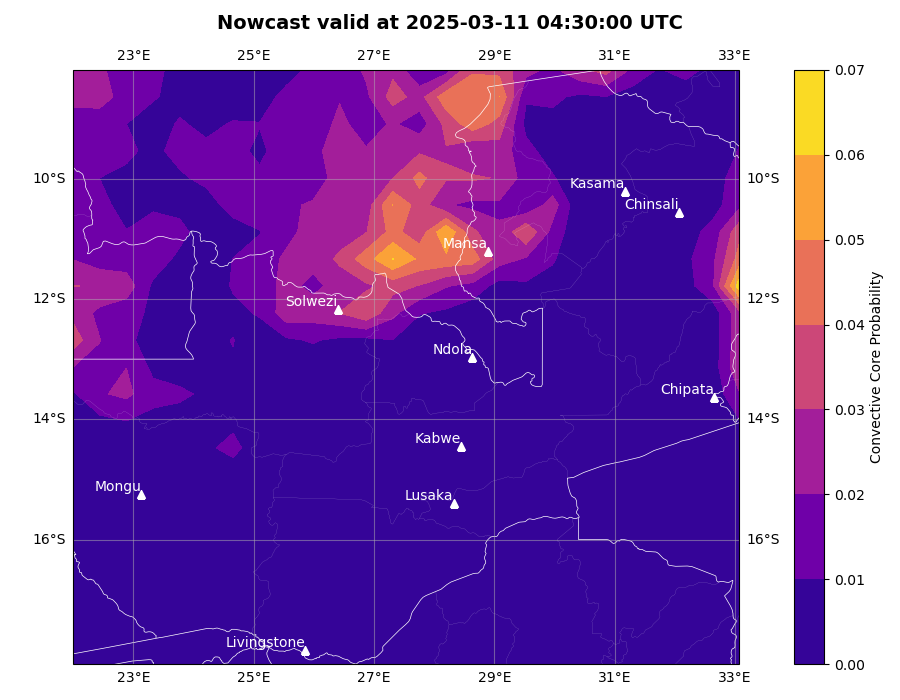 Nowcast valid at 2025-03-11 04:30:00 UTC
23°E 25°E 27°E 29°E 31°E 33°E
0.07
0.06
0.05
0.04
0.03
0.02
0.01
0.00
Convective Core Probability
10°S 10°S
12°S 12°S
14°S 14°S
16°S 16°S
Kasama
Chinsali
Mansa
Solwezi
Ndola
Chipata
Kabwe
Mongu
Lusaka
Livingstone
23°E 25°E 27°E 29°E 31°E 33°E